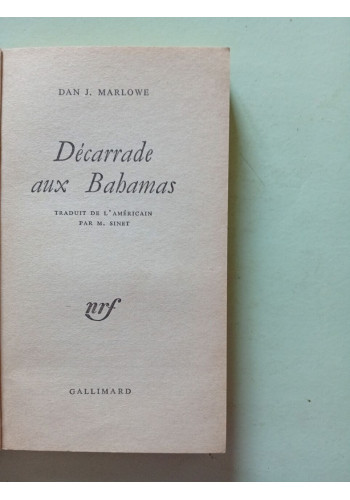 DAN J. MARLOWE
Décarrade
aux Bahamas
TRADUIT DE L'AMÉRICAIN
PAR M. SINET
nrf
GALLIMARD